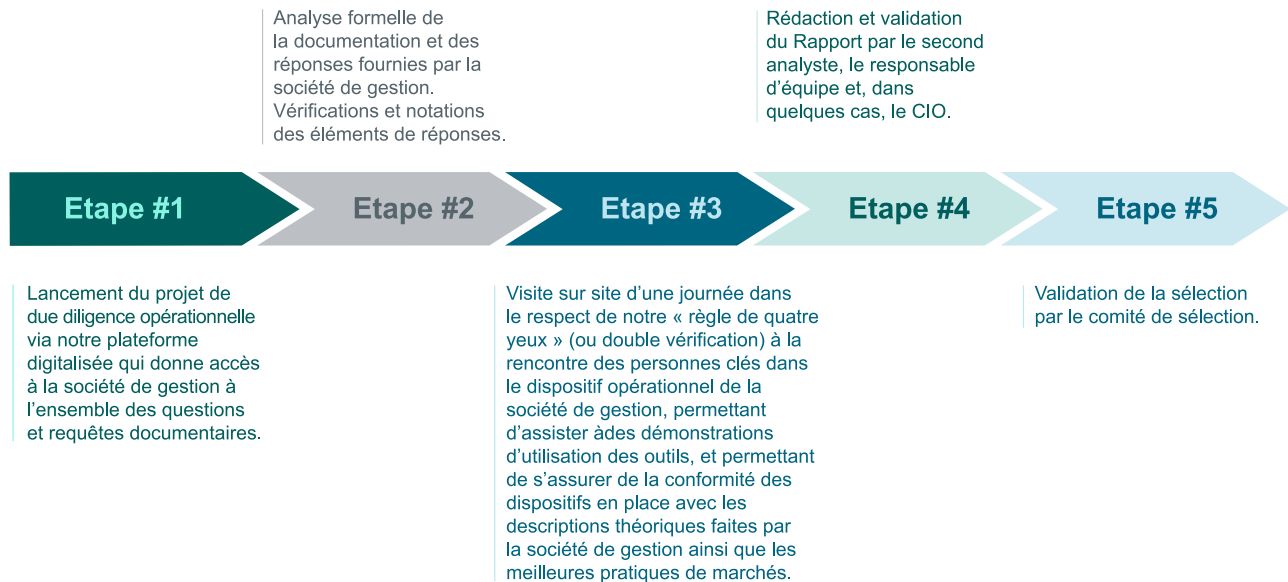 Analyse formelle de
la documentation et des
réponses fournies par la
société de gestion.
Vérifications et notations
des éléments de réponses.
Rédaction et validation
du Rapport par le second
analyste, le responsable
d'équipe et, dans
quelques cas, le CIO.
Etape #1
Etape #2
Etape #3
Etape #4
Etape #5
Lancement du projet de
due diligence opérationnelle
via notre plateforme
digitalisée qui donne accès
à la société de gestion à
l'ensemble des questions
et requêtes documentaires.
Visite sur site d'une journée dans
le respect de notre « règle de quatre
yeux » (ou double vérification) à la
rencontre des personnes clés dans
le dispositif opérationnel de la
société de gestion, permettant
d'assister àdes démonstrations
d'utilisation des outils, et permettant
de s'assurer de la conformité des
dispositifs en place avec les
descriptions théoriques faites par
la société de gestion ainsi que les
meilleures pratiques de marchés.
Validation de la sélection
par le comité de sélection.